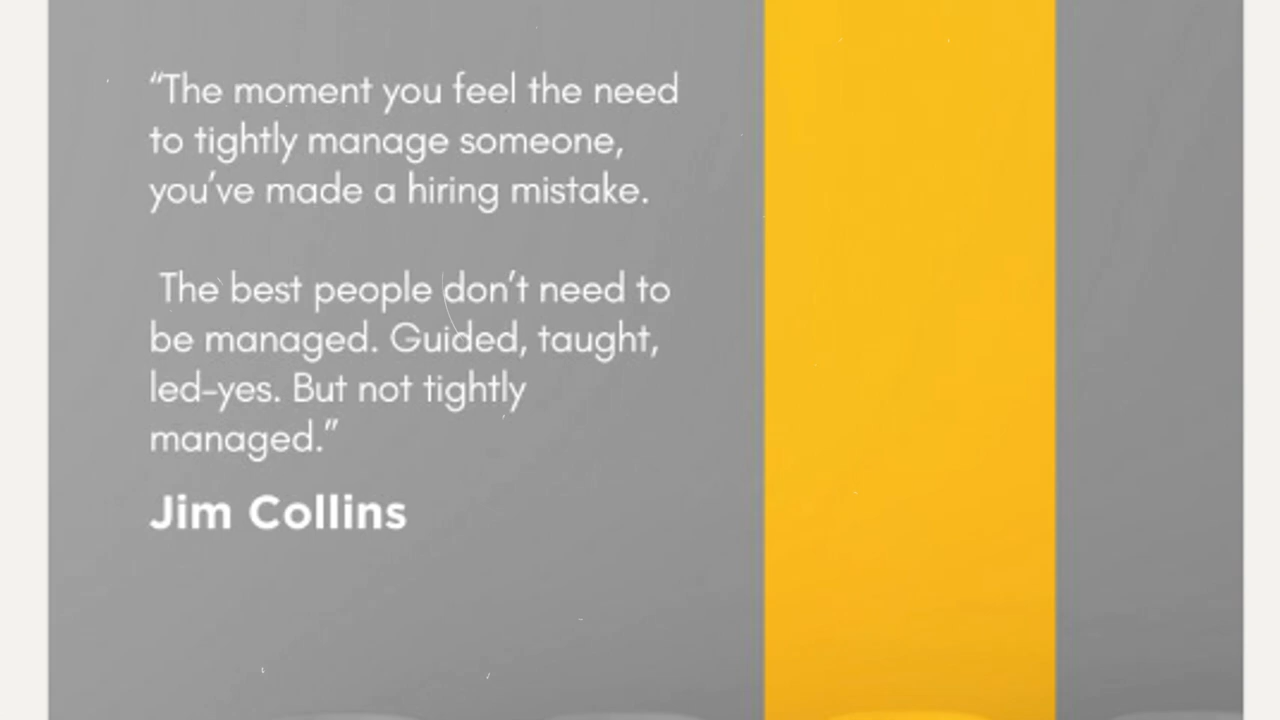 “The moment you feel the need
to tightly manage someone,
you’ve made a hiring mistake.
The best people don’t need to
be managed. Guided, taught,
led-yes. But not tightly
managed.”
Jim Collins